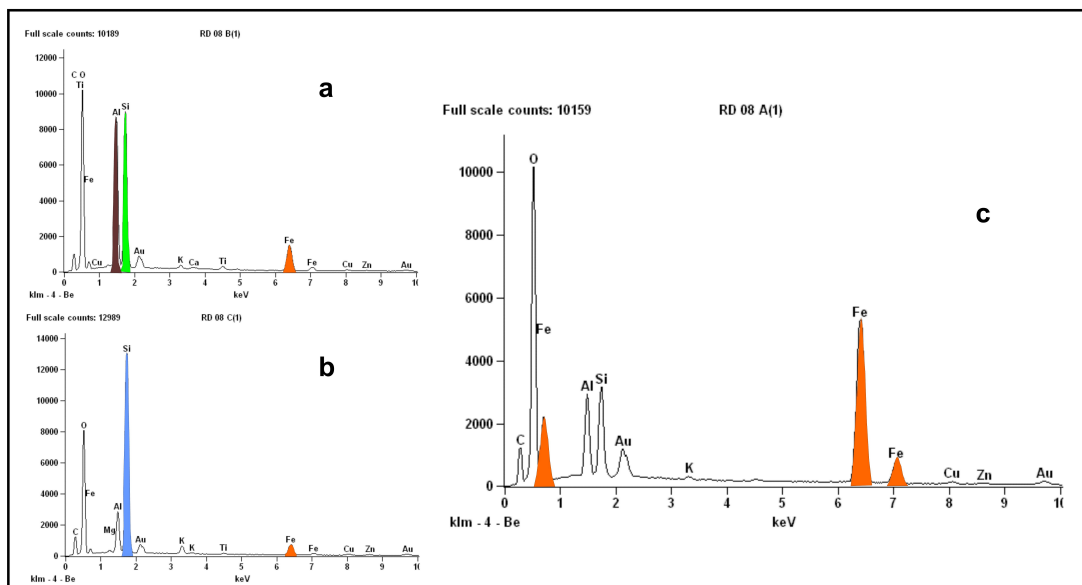 Full scale counts: 10189 RD 08 B(1)
a
12000
10000
8000
6000
4000
2000
0
C O
Ti
Fe
Cu
Al
Si
Au
K
Ca
Ti
Fe
Fe
Cu
Zn
Au
0 1 2 3 4 5 6 7 8 9 10
klm - 4 - Be keV
Full scale counts: 12989 RD 08 C(1)
b
14000
12000
10000
8000
6000
4000
2000
0
C
O
Fe
Mg
Al
Si
Au
K
K
Ti
Fe
Fe
Cu
Zn
Au
0 1 2 3 4 5 6 7 8 9 10
klm - 4 - Be keV
Full scale counts: 10159 RD 08 A(1)
c
10000
8000
6000
4000
2000
0
C
O
Fe
Al
Si
Au
K
Fe
Fe
Cu
Zn
Au
0 1 2 3 4 5 6 7 8 9 10
klm - 4 - Be keV